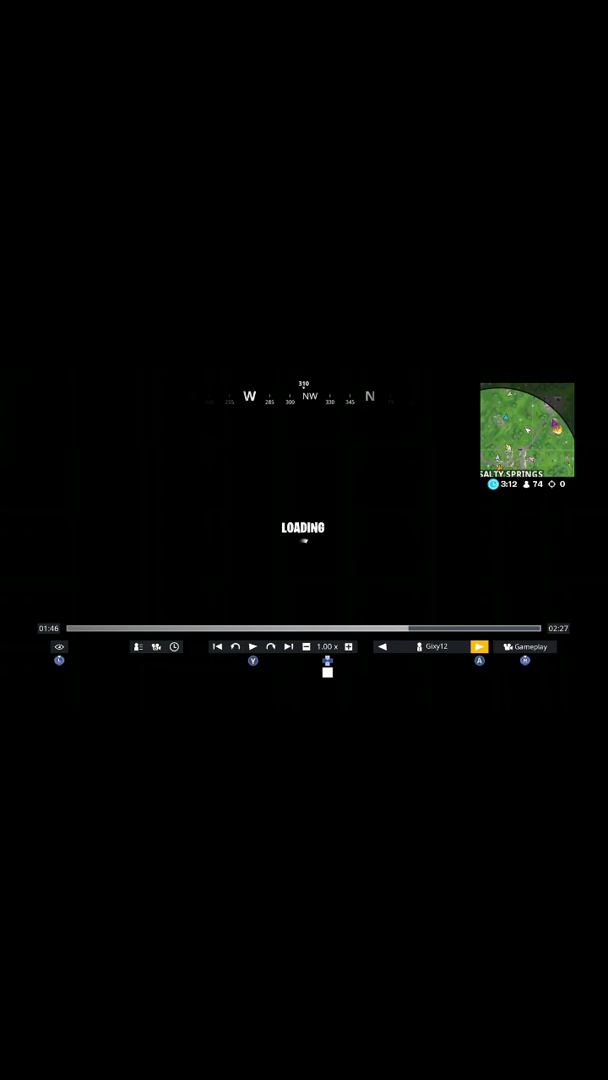 310
W 285 300 NW 330 345 N
SALTY SPRINGS
3:12 74 0
LOADING
01:46 02:27
1.00 x Gixy12 Gameplay
Y A